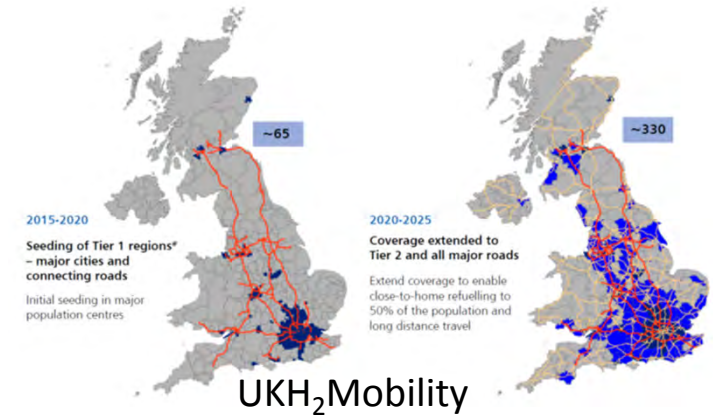 ~65
2015-2020
Seeding of Tier 1 regions*
– major cities and
connecting roads
Initial seeding in major
population centres
~330
2020-2025
Coverage extended to
Tier 2 and all major roads
Extend coverage to enable
close-to-home refuelling to
50% of the population and
long distance travel
UKH₂Mobility